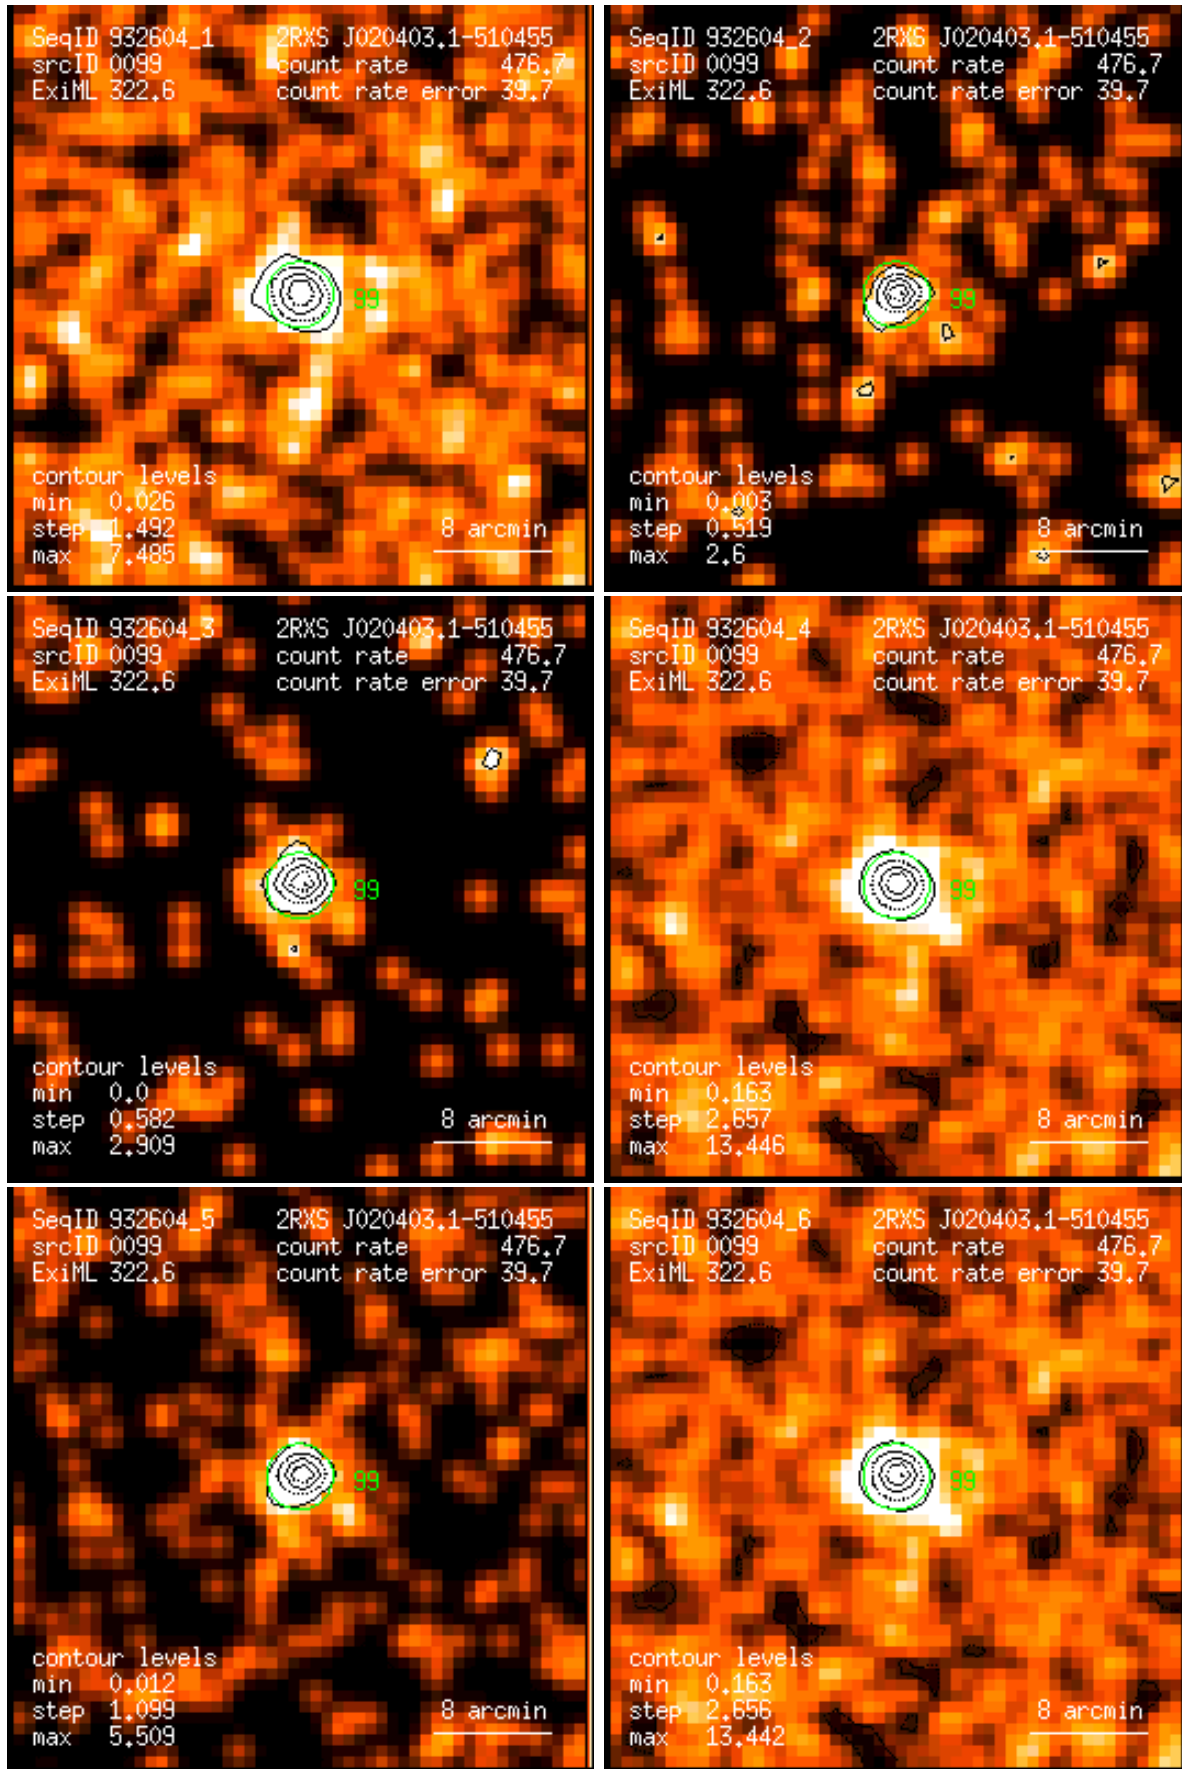 SeqID 932604_1 2RXS J020403.1-510455
srcID 0099 count rate 476.7
ExiML 322.6 count rate error 39.7
99
contour levels
min 0.026
step 1.492 8 arcmin
max 7.485
SeqID 932604_2 2RXS J020403.1-510455
srcID 0099 count rate 476.7
ExiML 322.6 count rate error 39.7
99
contour levels
min 0.003
step 0.519 8 arcmin
max 2.6
SeqID 932604_3 2RXS J020403.1-510455
srcID 0099 count rate 476.7
ExiML 322.6 count rate error 39.7
99
contour levels
min 0.0
step 0.582 8 arcmin
max 2.909
SeqID 932604_4 2RXS J020403.1-510455
srcID 0099 count rate 476.7
ExiML 322.6 count rate error 39.7
99
contour levels
min 0.163
step 2.657 8 arcmin
max 13.446
SeqID 932604_5 2RXS J020403.1-510455
srcID 0099 count rate 476.7
ExiML 322.6 count rate error 39.7
99
contour levels
min 0.012
step 1.099 8 arcmin
max 5.509
SeqID 932604_6 2RXS J020403.1-510455
srcID 0099 count rate 476.7
ExiML 322.6 count rate error 39.7
99
contour levels
min 0.163
step 2.656 8 arcmin
max 13.442